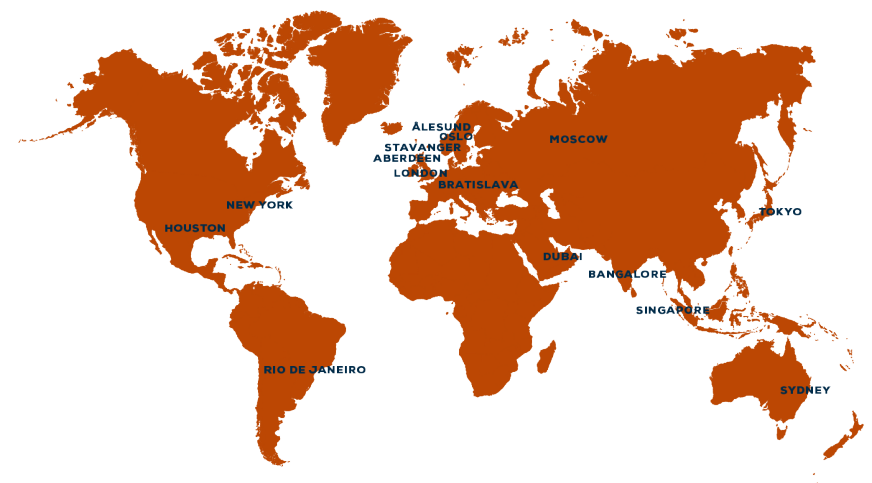 ÅLESUND
OSLO
MOSCOW
STAVANGER
ABERDEEN
LONDON
BRATISLAVA
NEW YORK
TOKYO
HOUSTON
DUBAI
BANGALORE
SINGAPORE
RIO DE JANEIRO
SYDNEY